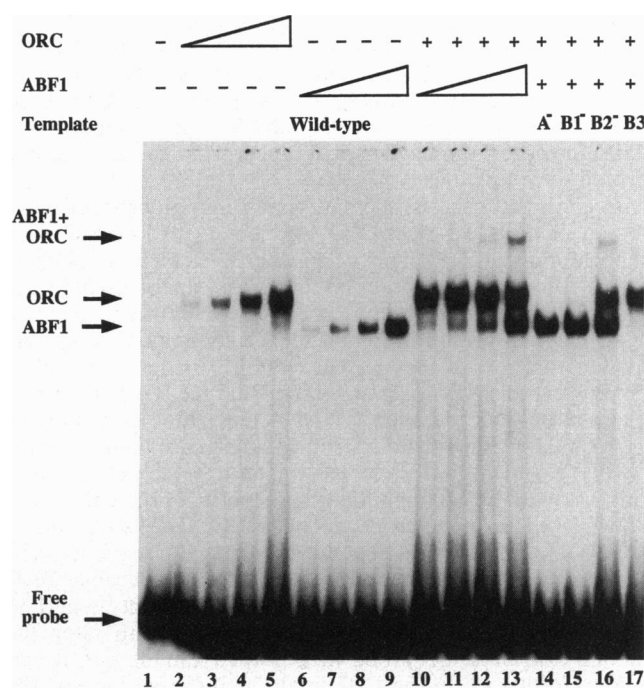 ORC – + + + + + + + +
– – – –
ABF1 – – – – – + + + +
Template Wild-type A⁻ B1⁻ B2⁻ B3
ABF1+
ORC
ORC
ABF1
Free
probe
1 2 3 4 5 6 7 8 9 10 11 12 13 14 15 16 17